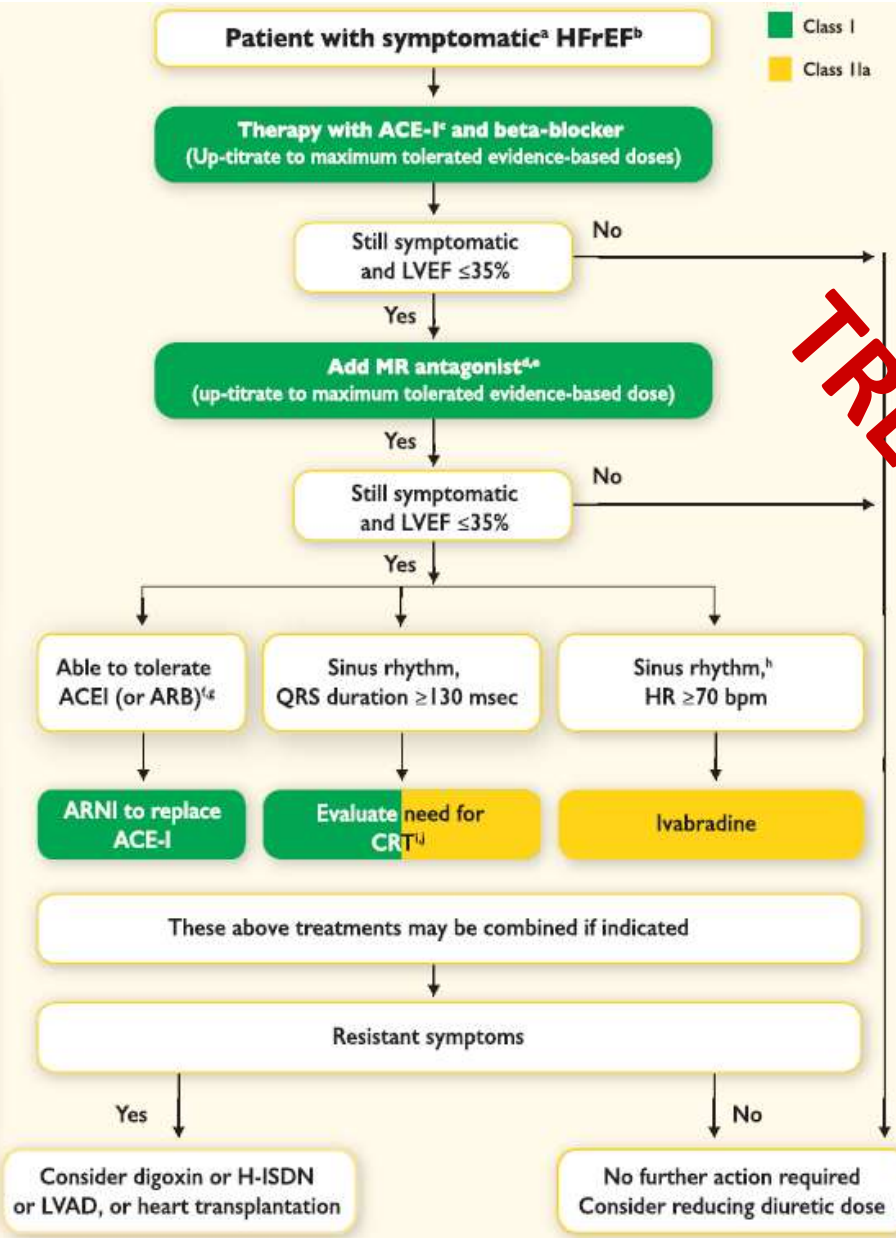 Patient with symptomaticᵃ HFrEFᵇ
Class I
Class IIa
Therapy with ACE-Iᶜ and beta-blocker
(Up-titrate to maximum tolerated evidence-based doses)
Still symptomatic
and LVEF ≤35%
No
Yes
Add MR antagonistᵈ,ᵉ
(up-titrate to maximum tolerated evidence-based dose)
Yes
Still symptomatic
and LVEF ≤35%
No
Yes
Able to tolerate
ACEI (or ARB)ᶠ,ᵍ
Sinus rhythm,
QRS duration ≥130 msec
Sinus rhythm,ʰ
HR ≥70 bpm
ARNI to replace
ACE-I
Evaluate need for
CRTⁱ,ʲ
Ivabradine
These above treatments may be combined if indicated
Resistant symptoms
Yes
No
Consider digoxin or H-ISDN
or LVAD, or heart transplantation
No further action required
Consider reducing diuretic dose